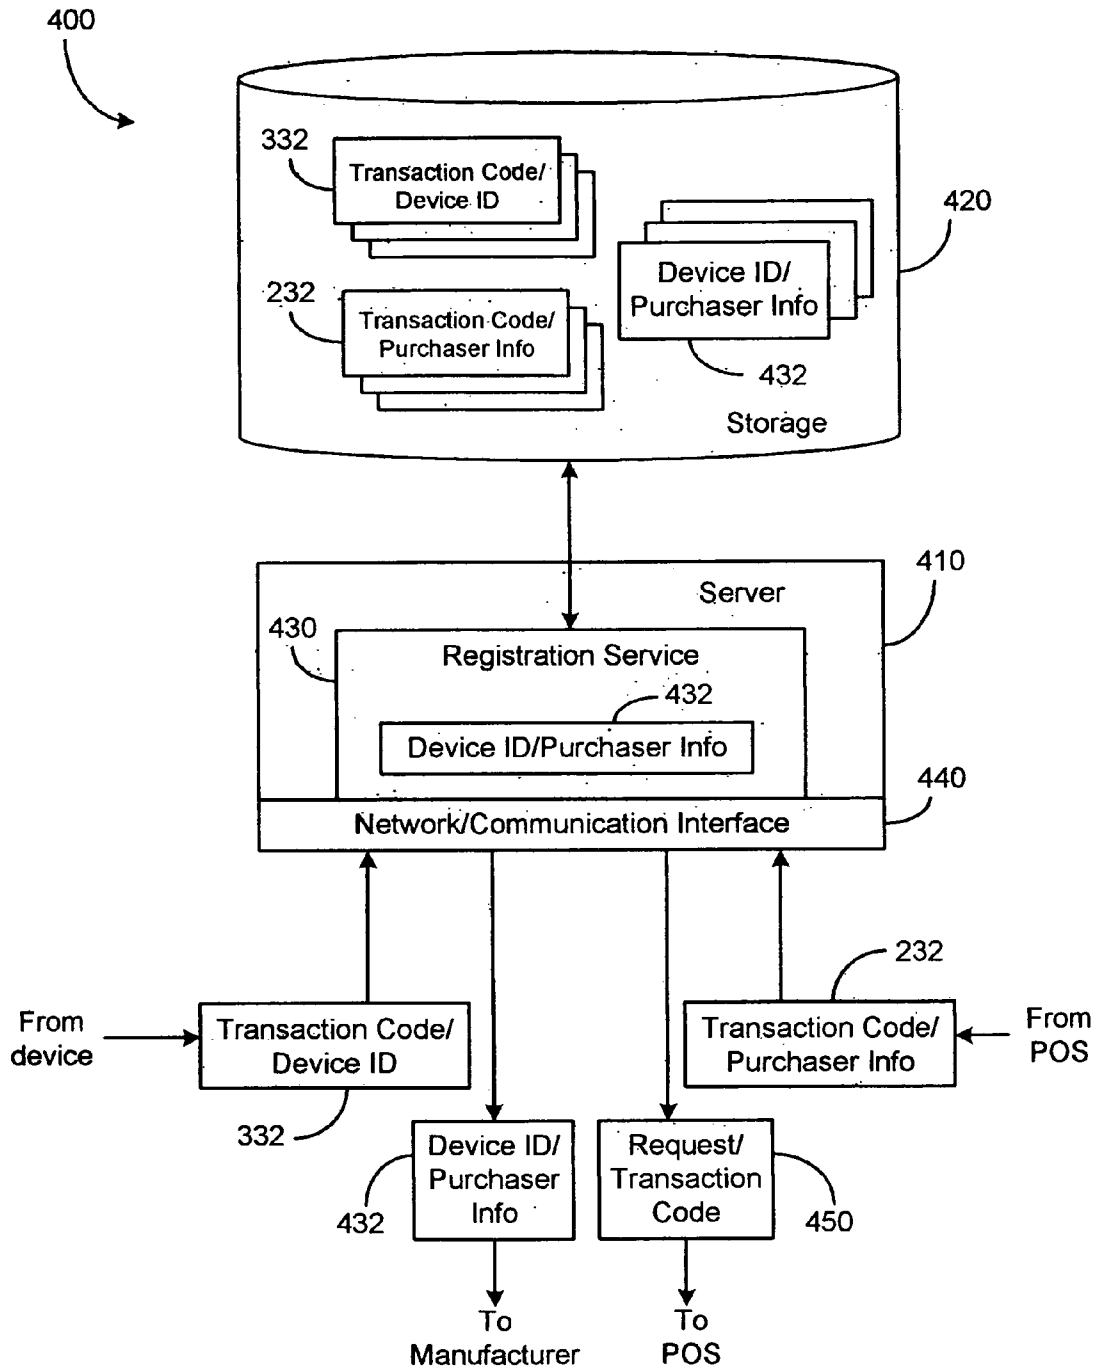 400
332
Transaction Code/
Device ID
420
Device ID/
Purchaser Info
232
Transaction Code/
Purchaser Info
432
Storage
410
Server
430
Registration Service
432
Device ID/Purchaser Info
440
Network/Communication Interface
232
From
device
Transaction Code/
Device ID
Transaction Code/
Purchaser Info
From
POS
332
Device ID/
Purchaser
Info
Request/
Transaction
Code
432
450
To
Manufacturer
To
POS